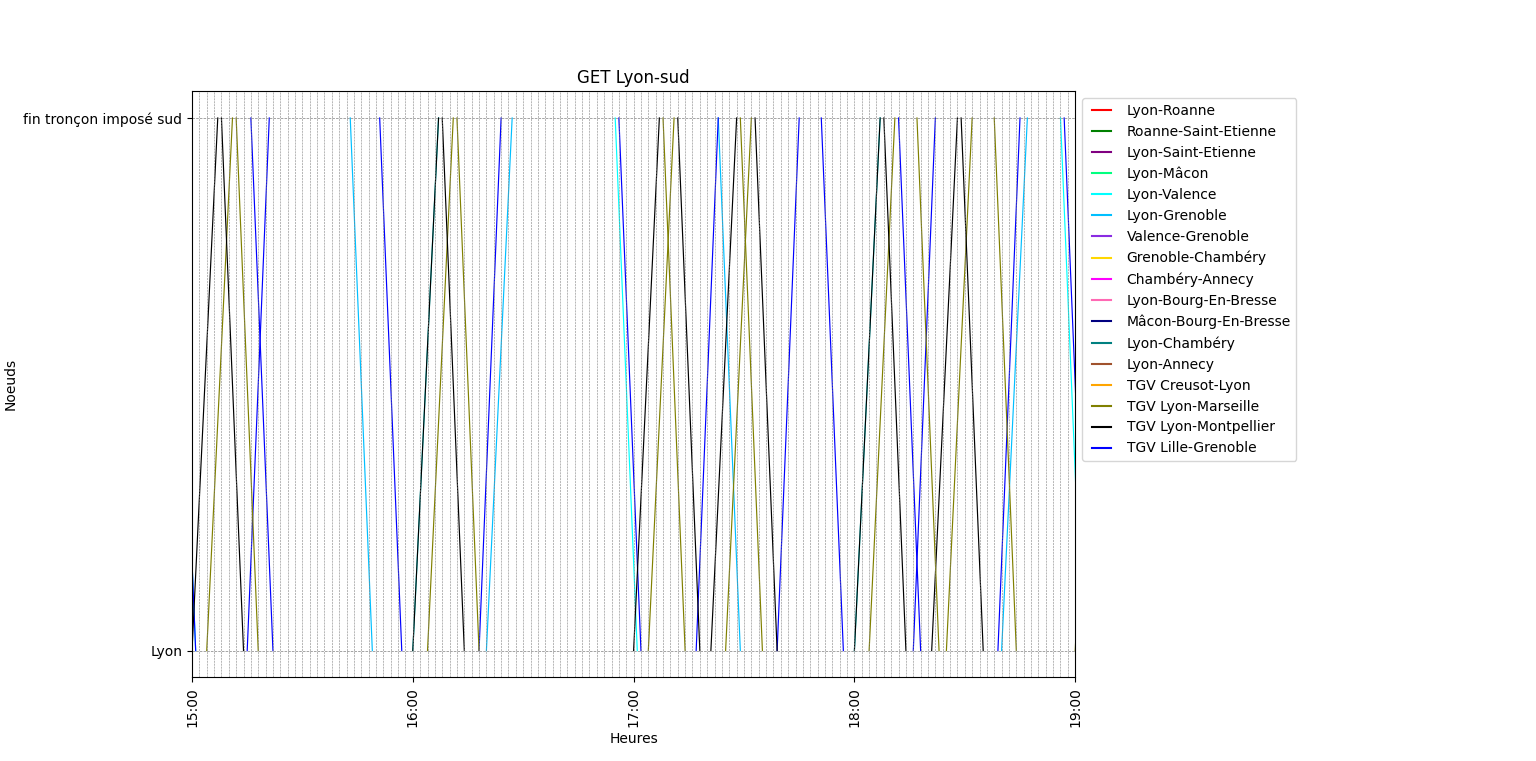 GET Lyon-sud
fin tronçon imposé sud
Lyon
Noeuds
15:00
16:00
17:00
18:00
19:00
Heures
Lyon-Roanne
Roanne-Saint-Etienne
Lyon-Saint-Etienne
Lyon-Mâcon
Lyon-Valence
Lyon-Grenoble
Valence-Grenoble
Grenoble-Chambéry
Chambéry-Annecy
Lyon-Bourg-En-Bresse
Mâcon-Bourg-En-Bresse
Lyon-Chambéry
Lyon-Annecy
TGV Creusot-Lyon
TGV Lyon-Marseille
TGV Lyon-Montpellier
TGV Lille-Grenoble